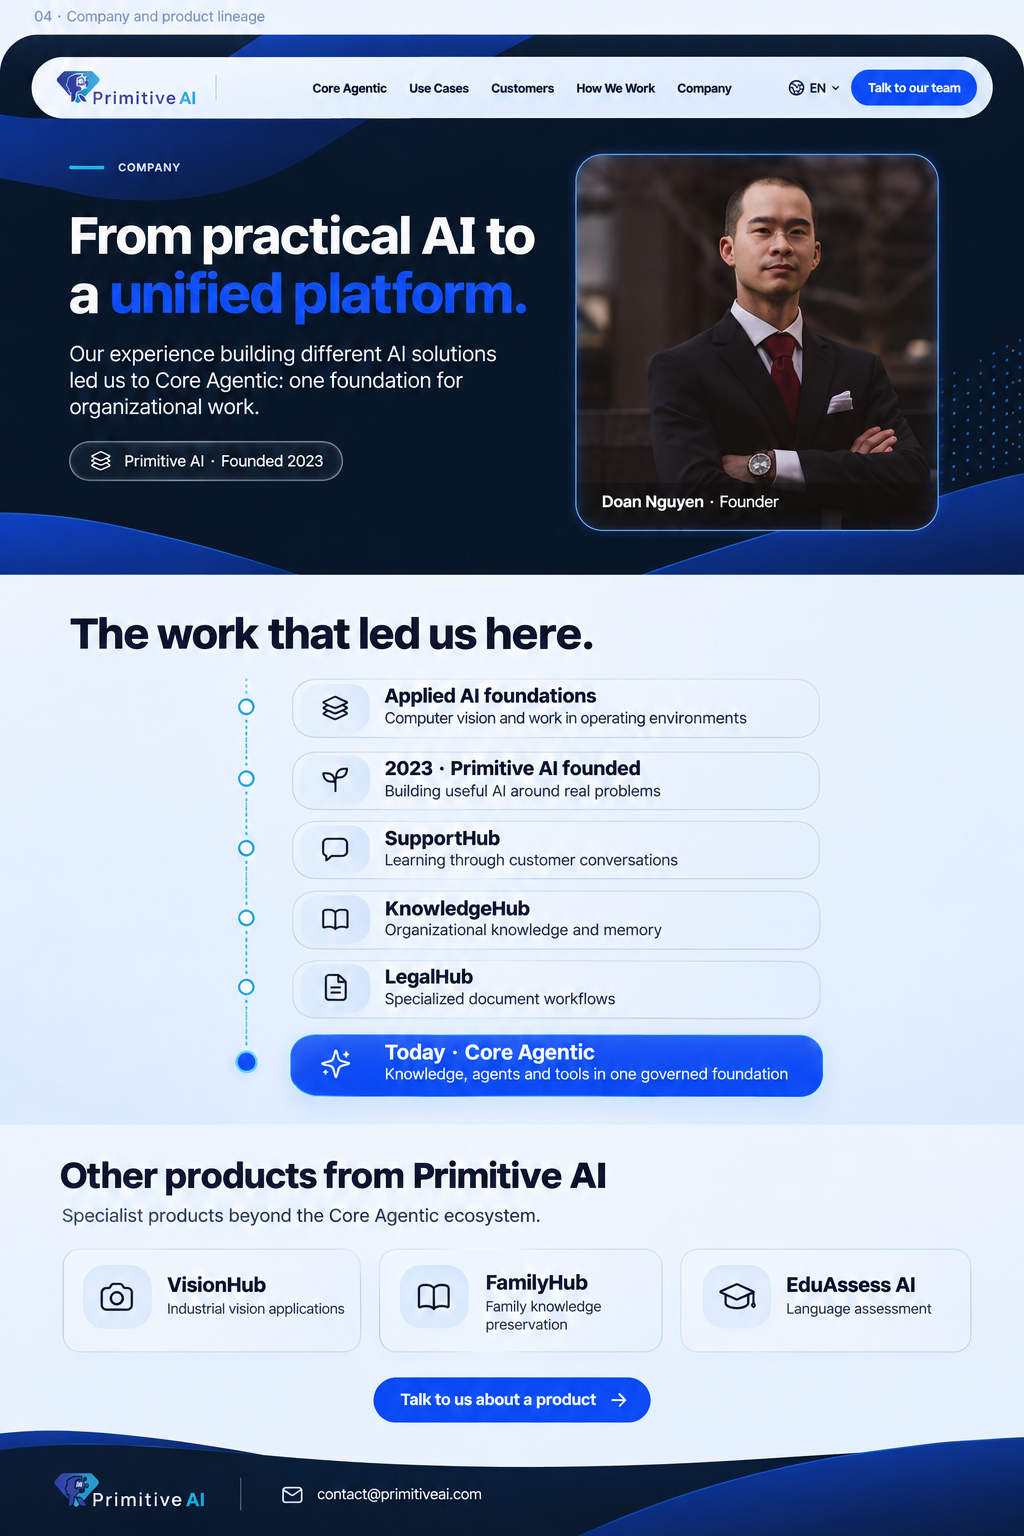 04 · Company and product lineage
Primitive AI
Core Agentic
Use Cases
Customers
How We Work
Company
EN
Talk to our team
COMPANY
From practical AI to
a unified platform.
Our experience building different AI solutions
led us to Core Agentic: one foundation for
organizational work.
Primitive AI · Founded 2023
Doan Nguyen · Founder
The work that led us here.
Applied AI foundations
Computer vision and work in operating environments
2023 · Primitive AI founded
Building useful AI around real problems
SupportHub
Learning through customer conversations
KnowledgeHub
Organizational knowledge and memory
LegalHub
Specialized document workflows
Today · Core Agentic
Knowledge, agents and tools in one governed foundation
Other products from Primitive AI
Specialist products beyond the Core Agentic ecosystem.
VisionHub
Industrial vision applications
FamilyHub
Family knowledge
preservation
EduAssess AI
Language assessment
Talk to us about a product
Primitive AI
contact@primitiveai.com